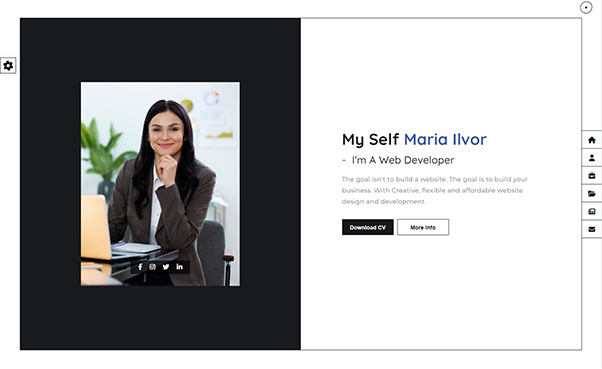 My Self Maria Ilvor
- I'm A Web Developer
The goal isn't to build a website. The goal is to build your
business. With Creative, flexible and affordable website
design and development.
Download CV More Info